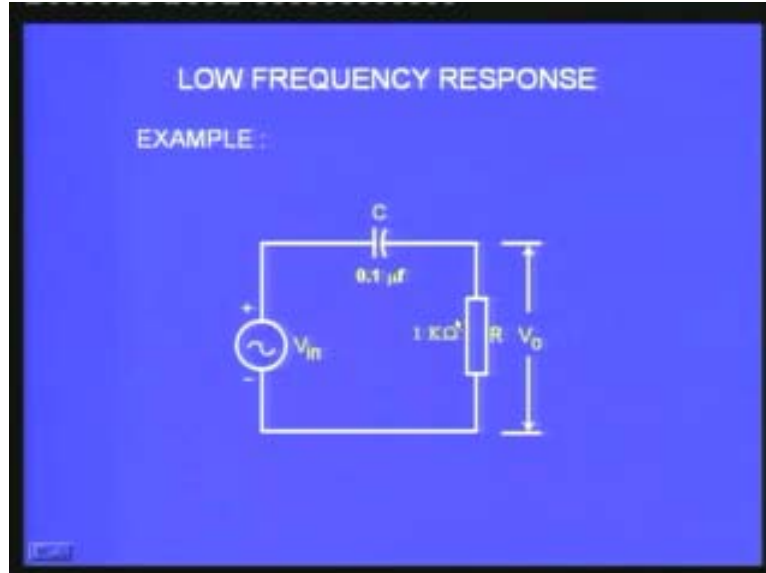 LOW FREQUENCY RESPONSE
EXAMPLE :
C
0.1 μf
+
1 KΩ R V₀
Vin
−